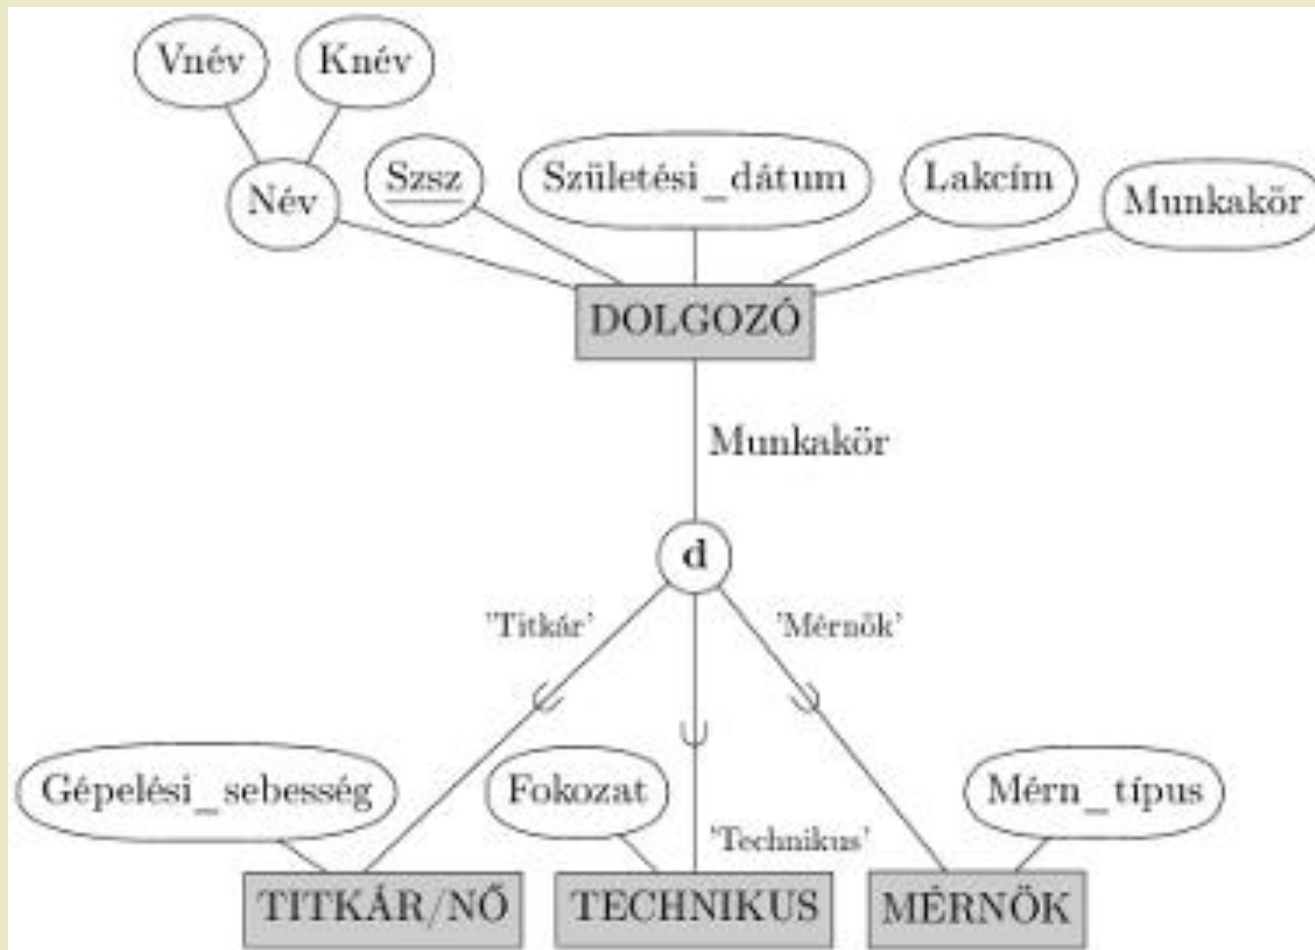 Vnév
Knév
Név
Szsz
Születési_dátum
Lakcím
Munkakör
DOLGOZÓ
Munkakör
d
'Titkár'
'Mérnök'
Gépelési_sebesség
Fokozat
Mérn_típus
'Technikus'
TITKÁR/NŐ
TECHNIKUS
MÉRNÖK